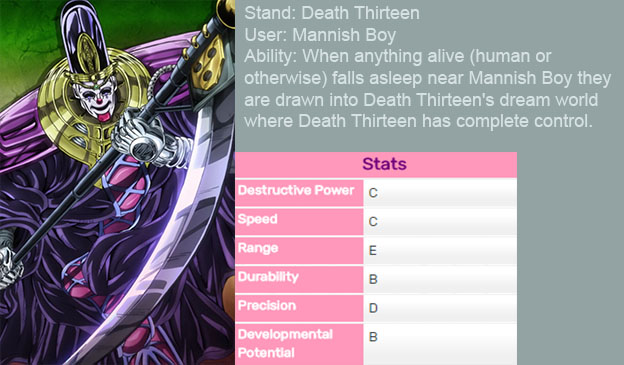 Stand: Death Thirteen
User: Mannish Boy
Ability: When anything alive (human or
otherwise) falls asleep near Mannish Boy they
are drawn into Death Thirteen's dream world
where Death Thirteen has complete control.
Stats
Destructive Power C
Speed C
Range E
Durability B
Precision D
Developmental B
Potential